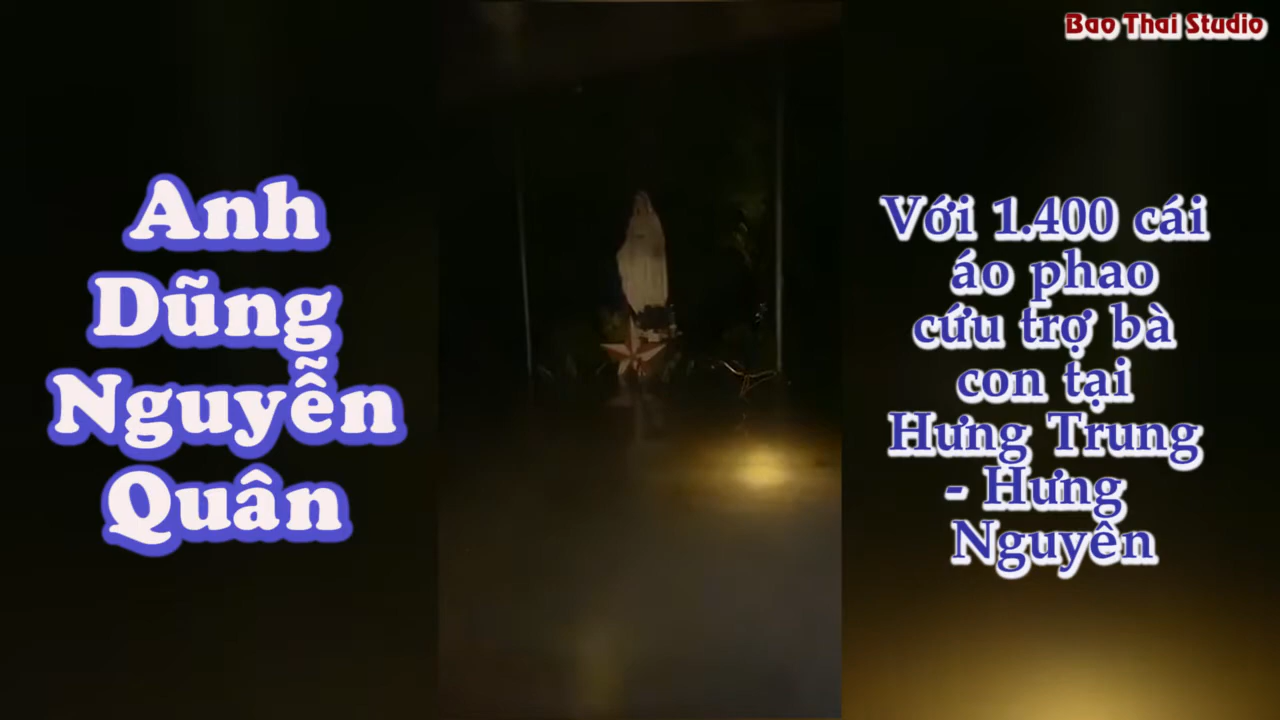 Bao Thai Studio
Anh
Dũng
Nguyễn
Quân
Với 1.400 cái
áo phao
cứu trợ bà
con tại
Hưng Trung
- Hưng
Nguyên